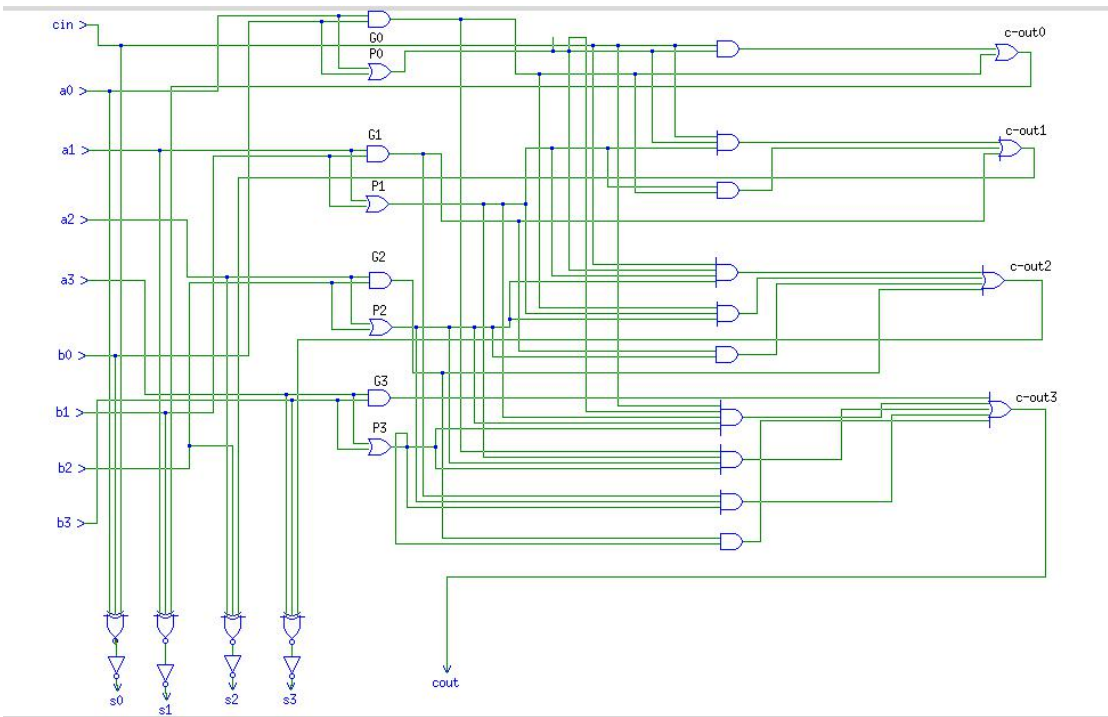 cin >
G0
P0
c-out0
a0 >
a1 >
G1
c-out1
P1
a2 >
G2
c-out2
a3 >
P2
b0 >
G3
c-out3
b1 >
P3
b2 >
b3 >
cout
s0
s1
s2
s3